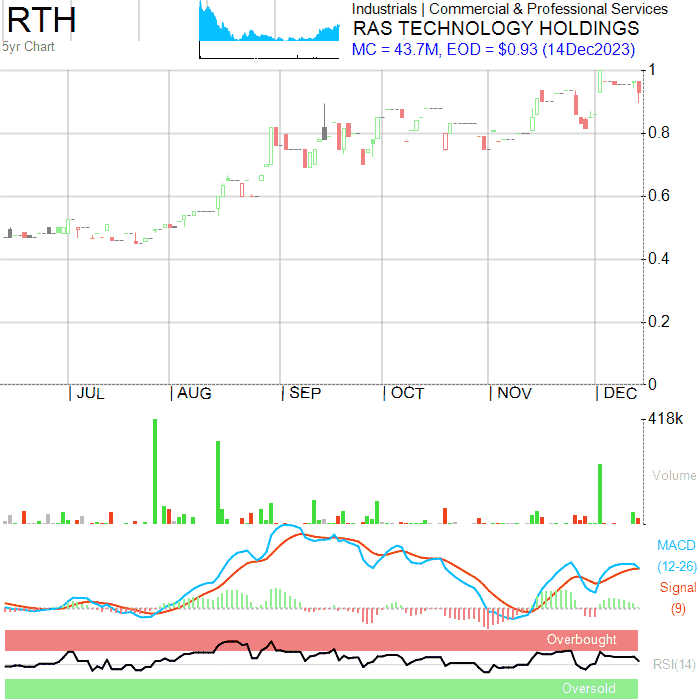 RTH
5yr Chart
Industrials | Commercial & Professional Services
RAS TECHNOLOGY HOLDINGS
MC = 43.7M, EOD = $0.93 (14Dec2023)
1
0.8
0.6
0.4
0.2
0
| JUL | AUG | SEP | OCT | NOV | DEC
418k
Volume
MACD
(12-26)
Signal
(9)
Overbought
RSI(14)
Oversold